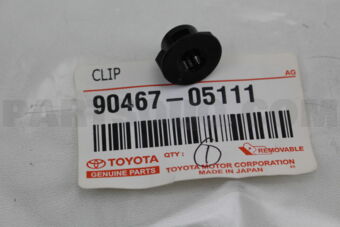 CLIP
AG
90467-05111
TOYOTA
GENUINE PARTS
QTY: 1
REMOVABLE
TOYOTA MOTOR CORPORATION
MADE IN JAPAN